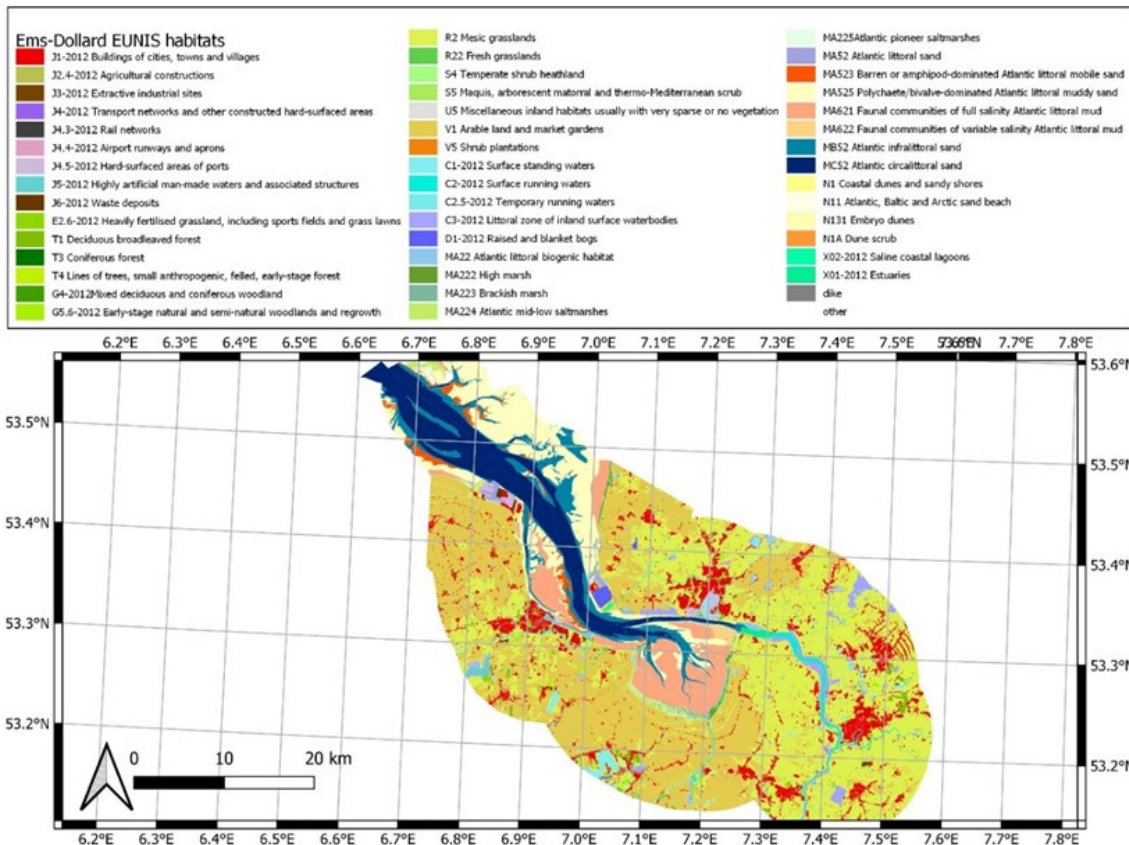 Ems-Dollard EUNIS habitats
J1-2012 Buildings of cities, towns and villages
J2.4-2012 Agricultural constructions
J3-2012 Extractive industrial sites
J4-2012 Transport networks and other constructed hard-surfaced areas
J4.3-2012 Rail networks
J4.4-2012 Airport runways and aprons
J4.5-2012 Hard-surfaced areas of ports
J5-2012 Highly artificial man-made waters and associated structures
J6-2012 Waste deposits
E2.6-2012 Heavily fertilised grassland, including sports fields and grass lawns
T1 Deciduous broadleaved forest
T3 Coniferous forest
T4 Lines of trees, small anthropogenic, felled, early-stage forest
G4-2012Mixed deciduous and coniferous woodland
G5.6-2012 Early-stage natural and semi-natural woodlands and regrowth
R2 Mesic grasslands
R22 Fresh grasslands
S4 Temperate shrub heathland
S5 Maquis, arborescent matorral and thermo-Mediterranean scrub
U5 Miscellaneous inland habitats usually with very sparse or no vegetation
V1 Arable land and market gardens
V5 Shrub plantations
C1-2012 Surface standing waters
C2-2012 Surface running waters
C2.5-2012 Temporary running waters
C3-2012 Littoral zone of inland surface waterbodies
D1-2012 Raised and blanket bogs
MA22 Atlantic littoral biogenic habitat
MA222 High marsh
MA223 Brackish marsh
MA224 Atlantic mid-low saltmarshes
MA225Atlantic pioneer saltmarshes
MA52 Atlantic littoral sand
MA523 Barren or amphipod-dominated Atlantic littoral mobile sand
MA525 Polychaete/bivalve-dominated Atlantic littoral muddy sand
MA621 Faunal communities of full salinity Atlantic littoral mud
MA622 Faunal communities of variable salinity Atlantic littoral mud
MB52 Atlantic infralittoral sand
MC52 Atlantic circalittoral sand
N1 Coastal dunes and sandy shores
N11 Atlantic, Baltic and Arctic sand beach
N131 Embryo dunes
N1A Dune scrub
X02-2012 Saline coastal lagoons
X01-2012 Estuaries
dike
other
6.2°E 6.3°E 6.4°E 6.5°E 6.6°E 6.7°E 6.8°E 6.9°E 7.0°E 7.1°E 7.2°E 7.3°E 7.4°E 7.5°E 7.7°E 7.8°E
53.6°N
53.5°N
53.5°N
53.4°N
53.4°N
53.3°N
53.3°N
53.2°N
53.2°N
0 10 20 km
6.2°E 6.3°E 6.4°E 6.5°E 6.6°E 6.7°E 6.8°E 6.9°E 7.0°E 7.1°E 7.2°E 7.3°E 7.4°E 7.5°E 7.6°E 7.7°E 7.8°E